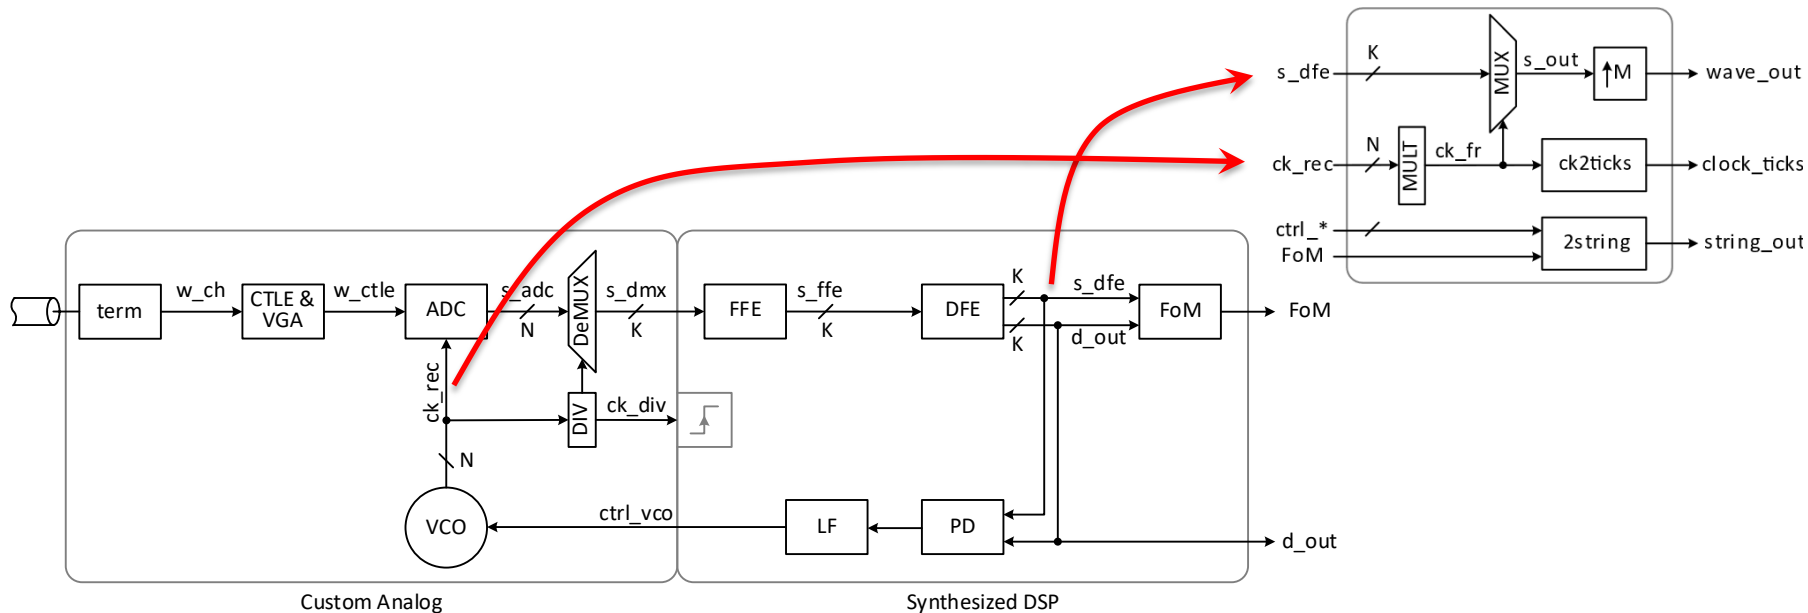 K
s_dfe
MUX
s_out
↑M
wave_out
N
ck_rec
MULT
ck_fr
ck2ticks
clock_ticks
ctrl_*
FoM
2string
string_out
term
w_ch
CTLE &
VGA
w_ctle
ADC
s_adc
N
DeMUX
s_dmx
K
FFE
s_ffe
K
DFE
K
s_dfe
K
d_out
FoM
FoM
ck_rec
DIV
ck_div
N
VCO
ctrl_vco
LF
PD
d_out
Custom Analog
Synthesized DSP